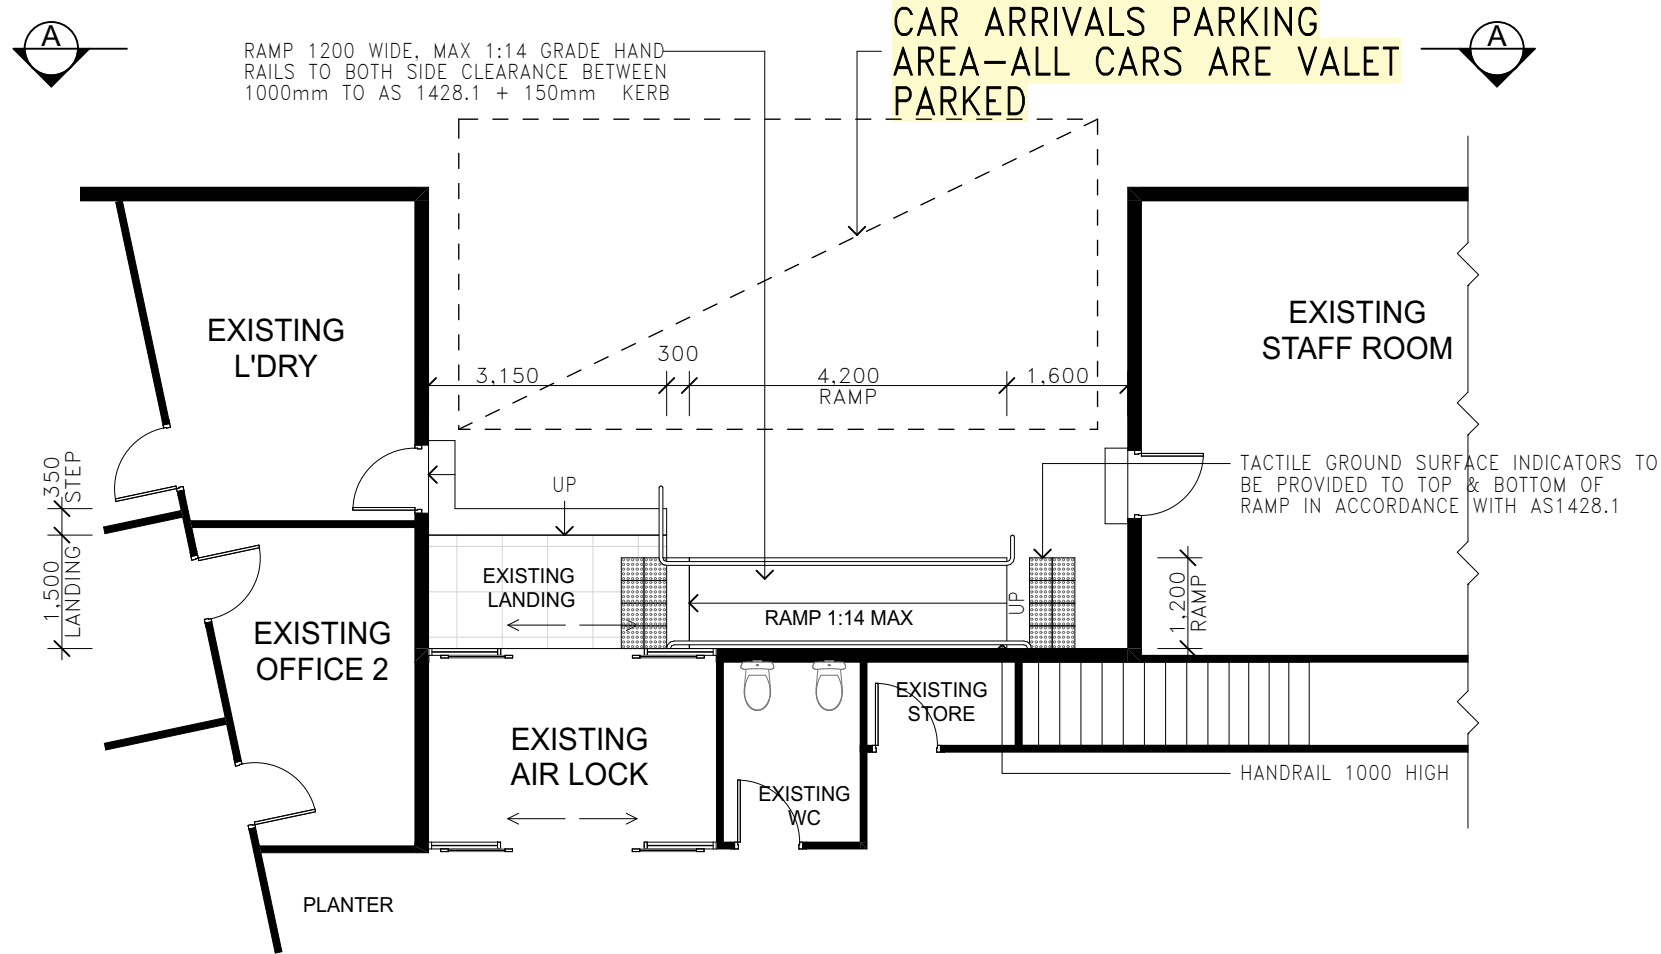 A
RAMP 1200 WIDE, MAX 1:14 GRADE HAND
RAILS TO BOTH SIDE CLEARANCE BETWEEN
1000mm TO AS 1428.1 + 150mm KERB
CAR ARRIVALS PARKING
AREA-ALL CARS ARE VALET
PARKED
A
EXISTING
L'DRY
EXISTING
STAFF ROOM
3,150
300
4,200
RAMP
1,600
350
STEP
UP
TACTILE GROUND SURFACE INDICATORS TO
BE PROVIDED TO TOP & BOTTOM OF
RAMP IN ACCORDANCE WITH AS1428.1
1,500
LANDING
EXISTING
LANDING
RAMP 1:14 MAX
UP
1,200
RAMP
EXISTING
OFFICE 2
EXISTING
AIR LOCK
EXISTING
STORE
EXISTING
WC
HANDRAIL 1000 HIGH
PLANTER